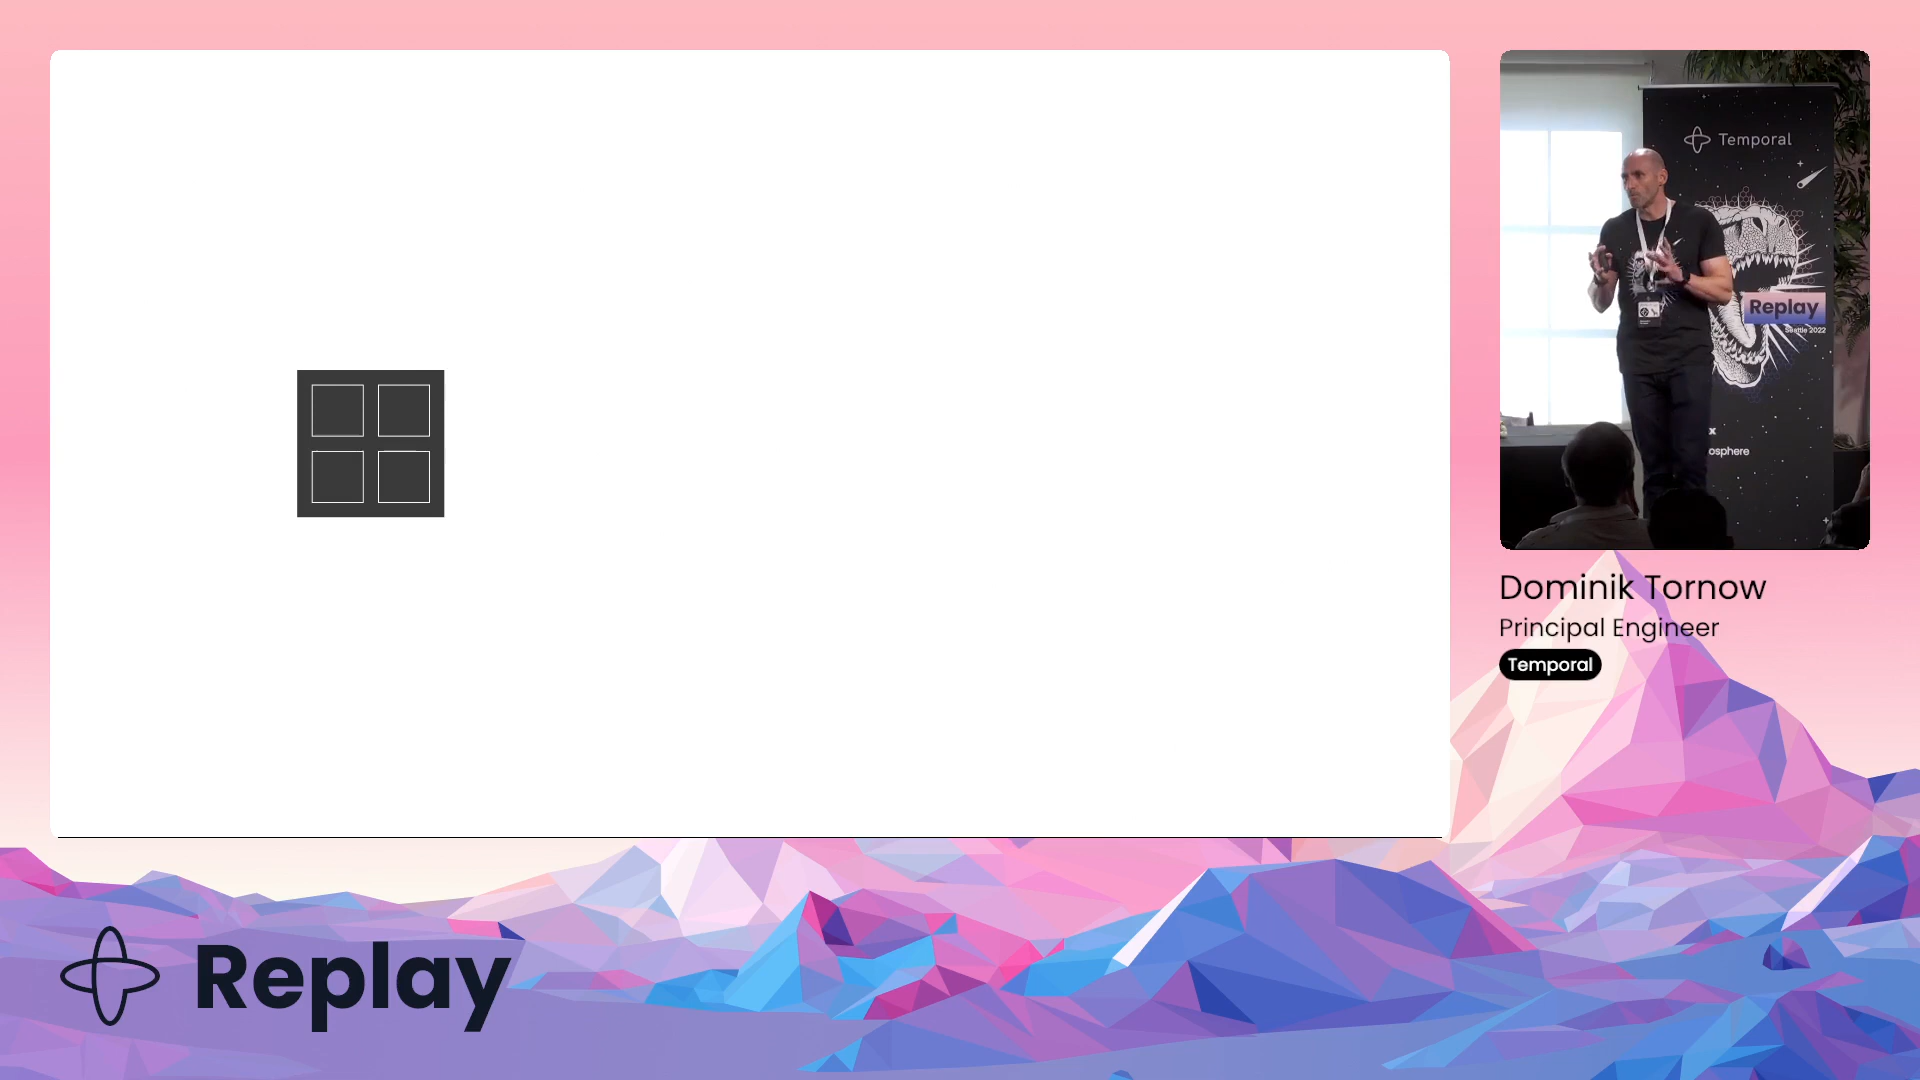 Temporal
Replay
Seattle 2022
x
osphere
Dominik Tornow
Principal Engineer
Temporal
Replay